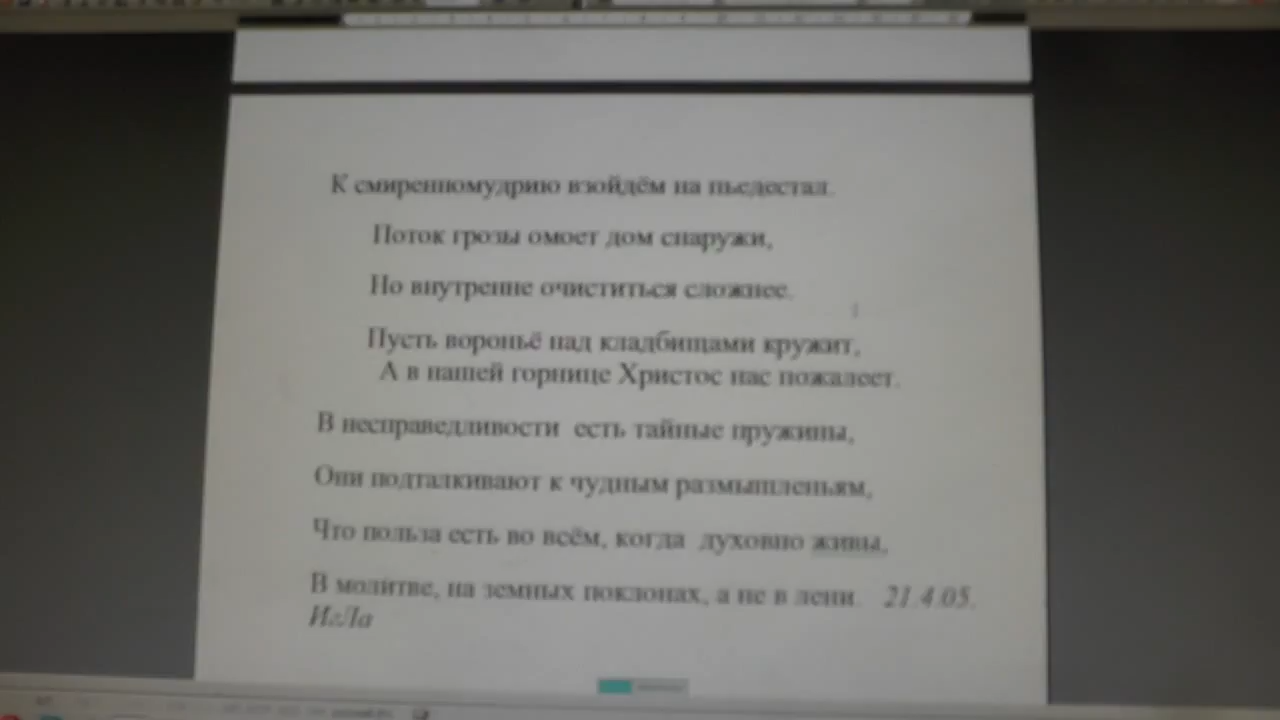 К смиренномудрию взойдём на пьедестал.
Поток грозы омоет дом снаружи,
Но внутренне очиститься сложнее.
Пусть вороньё над кладбищами кружит,
А в нашей горнице Христос нас пожалеет.
В несправедливости есть тайные пружины,
Они подталкивают к чудным размышленьям,
Что польза есть во всём, когда духовно живы,
В молитве, на земных поклонах, а не в лени. 21.4.05.
ИгЛа